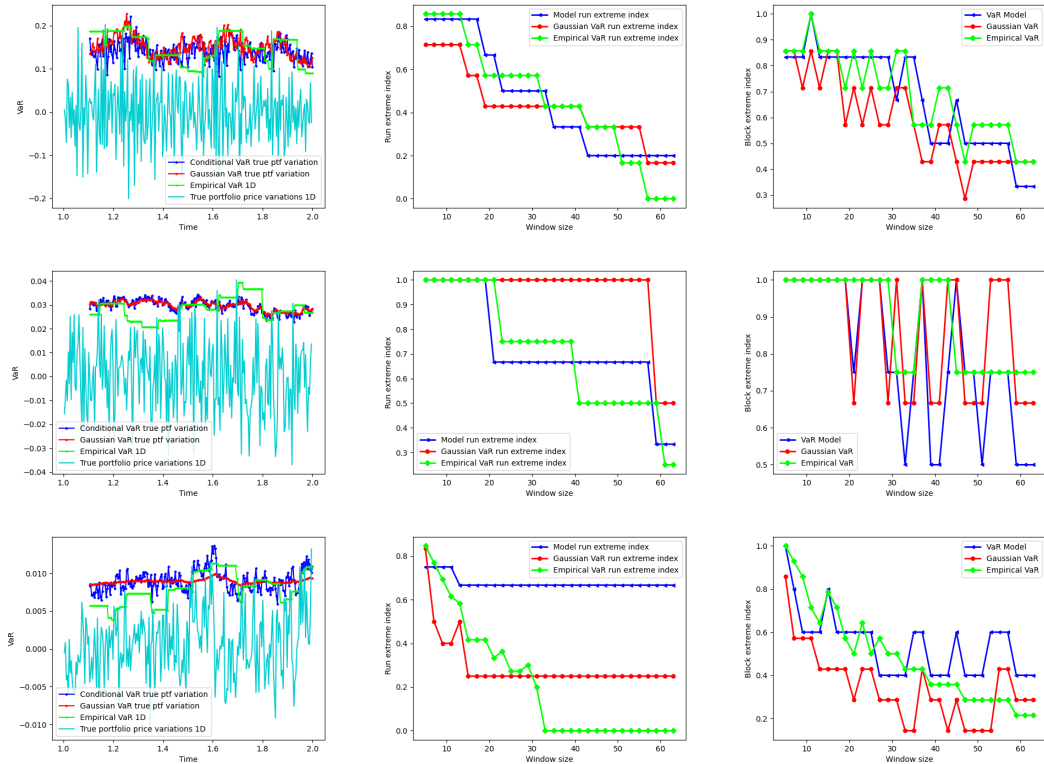 0.2
0.1
0.0
−0.1
−0.2
VaR
Conditional VaR true ptf variation
Gaussian VaR true ptf variation
Empirical VaR 1D
True portfolio price variations 1D
1.0 1.2 1.4 1.6 1.8 2.0
Time
Model run extreme index
Gaussian VaR run extreme index
Empirical VaR run extreme index
0.8
0.6
0.4
0.2
0.0
Run extreme index
10 20 30 40 50 60
Window size
VaR Model
Gaussian VaR
Empirical VaR
1.0
0.9
0.8
0.7
0.6
0.5
0.4
0.3
Block extreme index
10 20 30 40 50 60
Window size
0.04
0.03
0.02
0.01
0.00
−0.01
−0.02
−0.03
−0.04
VaR
Conditional VaR true ptf variation
Gaussian VaR true ptf variation
Empirical VaR 1D
True portfolio price variations 1D
1.0 1.2 1.4 1.6 1.8 2.0
Time
1.0
0.9
0.8
0.7
0.6
0.5
0.4
0.3
Run extreme index
Model run extreme index
Gaussian VaR run extreme index
Empirical VaR run extreme index
10 20 30 40 50 60
Window size
1.0
0.9
0.8
0.7
0.6
0.5
Block extreme index
VaR Model
Gaussian VaR
Empirical VaR
10 20 30 40 50 60
Window size
0.010
0.005
0.000
−0.005
−0.010
VaR
Conditional VaR true ptf variation
Gaussian VaR true ptf variation
Empirical VaR 1D
True portfolio price variations 1D
1.0 1.2 1.4 1.6 1.8 2.0
Time
Model run extreme index
Gaussian VaR run extreme index
Empirical VaR run extreme index
0.8
0.6
0.4
0.2
0.0
Run extreme index
10 20 30 40 50 60
Window size
VaR Model
Gaussian VaR
Empirical VaR
1.0
0.8
0.6
0.4
0.2
Block extreme index
10 20 30 40 50 60
Window size